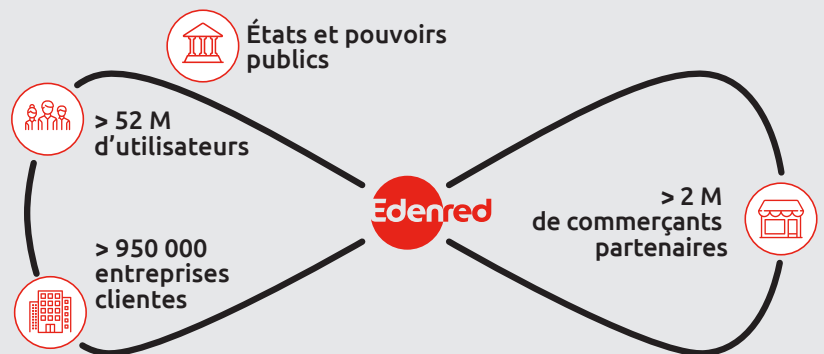 États et pouvoirs
publics
> 52 M
d’utilisateurs
Edenred
> 2 M
de commerçants
partenaires
> 950 000
entreprises
clientes